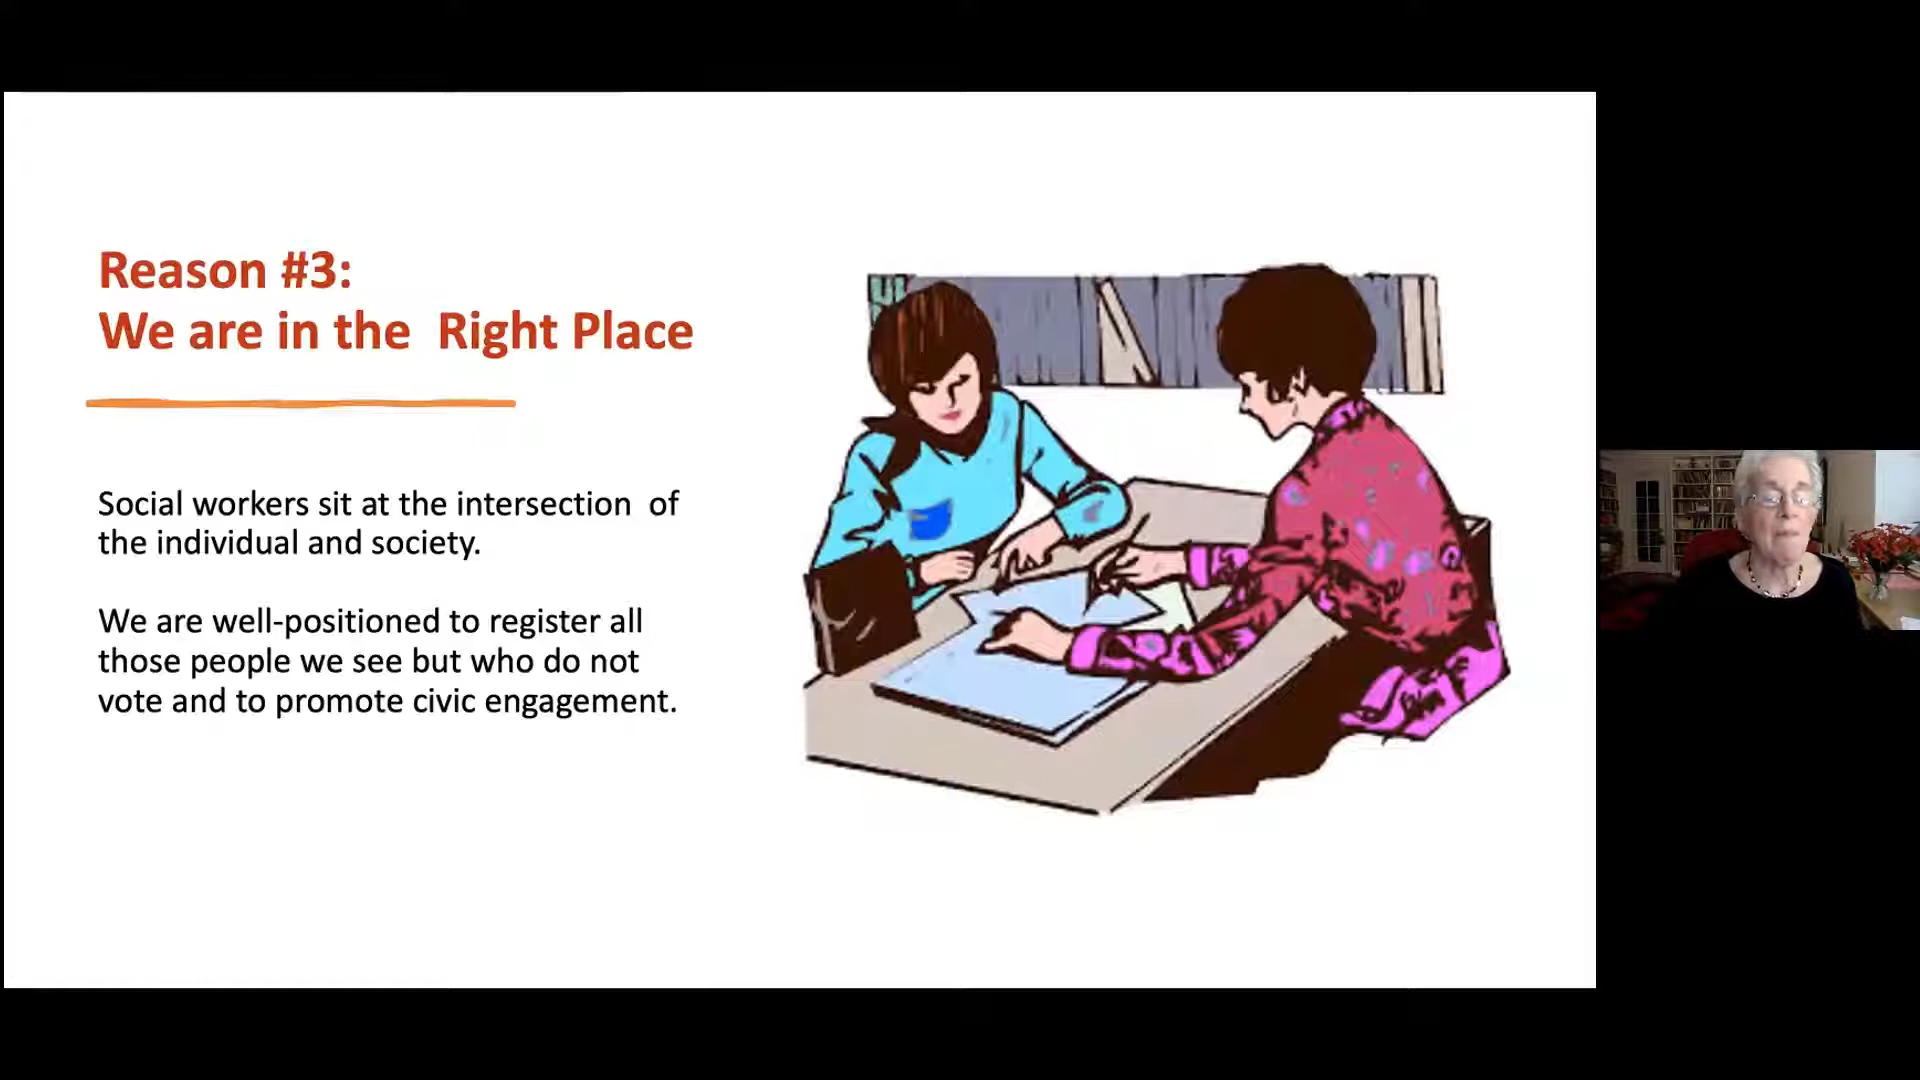 Reason #3:
We are in the  Right Place
Social workers sit at the intersection  of
the individual and society.
We are well-positioned to register all
those people we see but who do not
vote and to promote civic engagement.